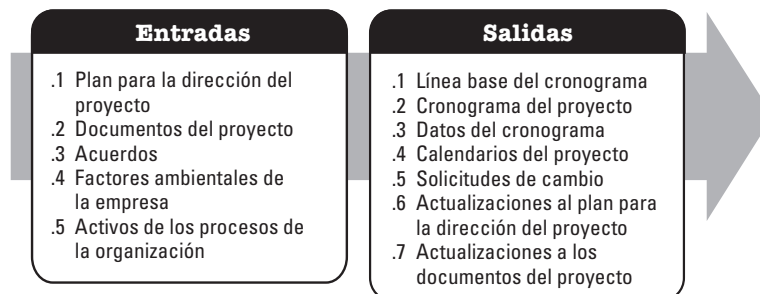 Entradas
.1 Plan para la dirección del
proyecto
.2 Documentos del proyecto
.3 Acuerdos
.4 Factores ambientales de
la empresa
.5 Activos de los procesos de
la organización
Salidas
.1 Línea base del cronograma
.2 Cronograma del proyecto
.3 Datos del cronograma
.4 Calendarios del proyecto
.5 Solicitudes de cambio
.6 Actualizaciones al plan para
la dirección del proyecto
.7 Actualizaciones a los
documentos del proyecto